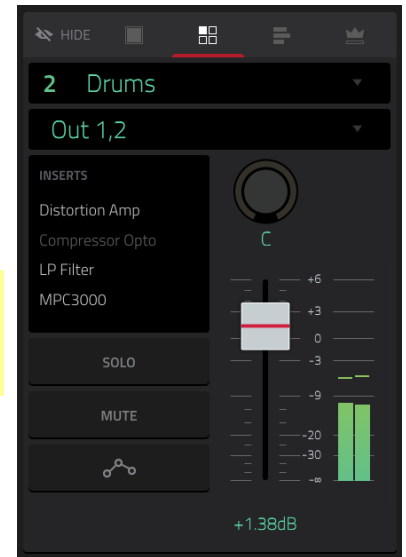 HIDE
2 Drums
Out 1,2
INSERTS
Distortion Amp
Compressor Opto
LP Filter
MPC3000
SOLO
MUTE
C
+6
+3
0
-3
-9
-20
-30
-∞
+1.38dB